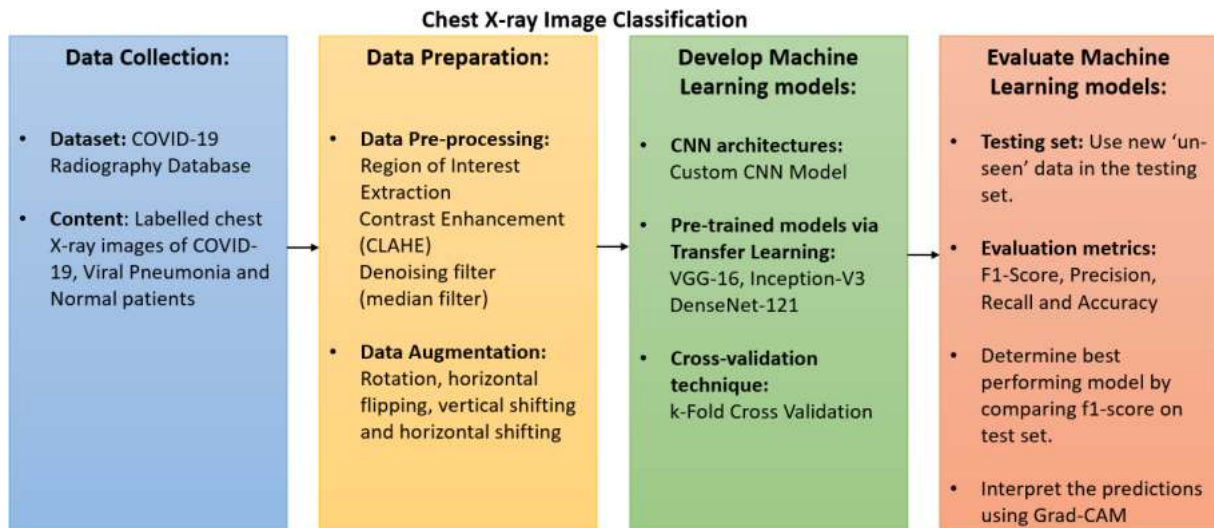 Chest X-ray Image Classification
Data Collection:
• Dataset: COVID-19
Radiography Database
• Content: Labelled chest
X-ray images of COVID-
19, Viral Pneumonia and
Normal patients
Data Preparation:
• Data Pre-processing:
Region of Interest
Extraction
Contrast Enhancement
(CLAHE)
Denoising filter
(median filter)
• Data Augmentation:
Rotation, horizontal
flipping, vertical shifting
and horizontal shifting
Develop Machine
Learning models:
• CNN architectures:
Custom CNN Model
• Pre-trained models via
Transfer Learning:
VGG-16, Inception-V3
DenseNet-121
• Cross-validation
technique:
k-Fold Cross Validation
Evaluate Machine
Learning models:
• Testing set: Use new ‘un-
seen’ data in the testing
set.
• Evaluation metrics:
F1-Score, Precision,
Recall and Accuracy
• Determine best
performing model by
comparing f1-score on
test set.
• Interpret the predictions
using Grad-CAM